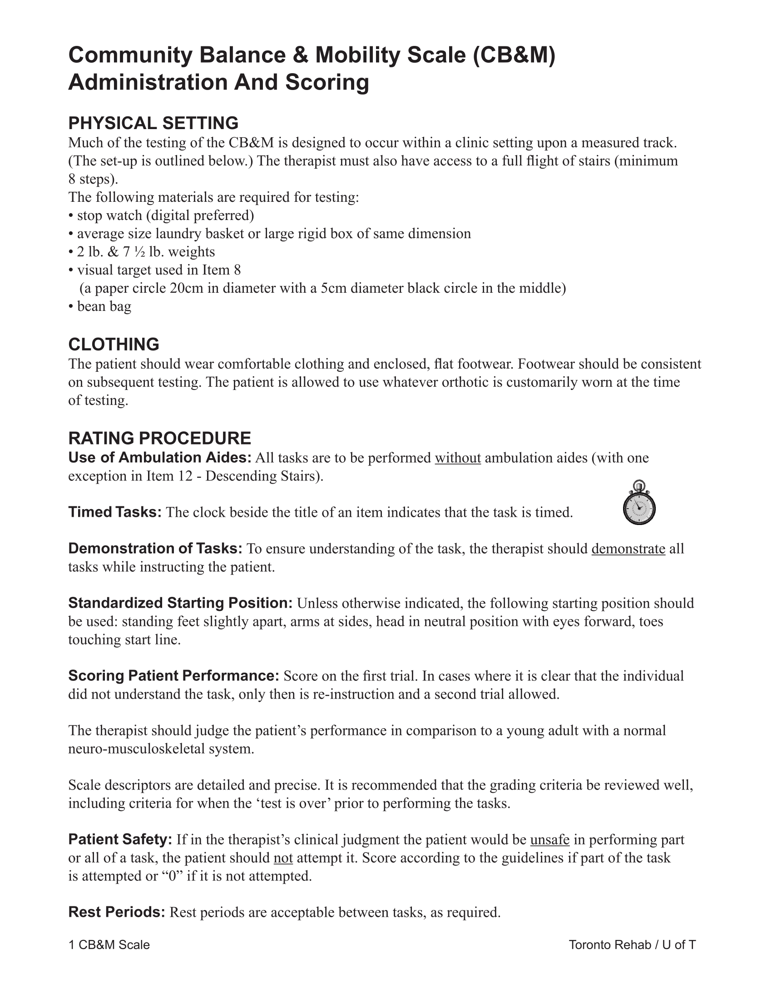 Community Balance & Mobility Scale (CB&M)
Administration And Scoring
PHYSICAL SETTING
Much of the testing of the CB&M is designed to occur within a clinic setting upon a measured track.
(The set-up is outlined below.) The therapist must also have access to a full flight of stairs (minimum
8 steps).
The following materials are required for testing:
• stop watch (digital preferred)
• average size laundry basket or large rigid box of same dimension
• 2 lb. & 7 ½ lb. weights
• visual target used in Item 8
(a paper circle 20cm in diameter with a 5cm diameter black circle in the middle)
• bean bag
CLOTHING
The patient should wear comfortable clothing and enclosed, flat footwear. Footwear should be consistent
on subsequent testing. The patient is allowed to use whatever orthotic is customarily worn at the time
of testing.
RATING PROCEDURE
Use of Ambulation Aides: All tasks are to be performed without ambulation aides (with one
exception in Item 12 - Descending Stairs).
Timed Tasks: The clock beside the title of an item indicates that the task is timed.
Demonstration of Tasks: To ensure understanding of the task, the therapist should demonstrate all
tasks while instructing the patient.
Standardized Starting Position: Unless otherwise indicated, the following starting position should
be used: standing feet slightly apart, arms at sides, head in neutral position with eyes forward, toes
touching start line.
Scoring Patient Performance: Score on the first trial. In cases where it is clear that the individual
did not understand the task, only then is re-instruction and a second trial allowed.
The therapist should judge the patient’s performance in comparison to a young adult with a normal
neuro-musculoskeletal system.
Scale descriptors are detailed and precise. It is recommended that the grading criteria be reviewed well,
including criteria for when the ‘test is over’ prior to performing the tasks.
Patient Safety: If in the therapist’s clinical judgment the patient would be unsafe in performing part
or all of a task, the patient should not attempt it. Score according to the guidelines if part of the task
is attempted or “0” if it is not attempted.
Rest Periods: Rest periods are acceptable between tasks, as required.
1 CB&M Scale
Toronto Rehab / U of T